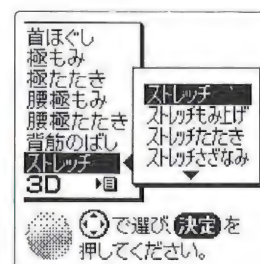 首ほぐし
極もみ
極たたき
腰極もみ
腰極たたき
背筋のばし
ストレッチ
3D
ストレッチ
ストレッチもみ上げ
ストレッチたたき
ストレッチさざなみ
で選び、決定を
押してください。